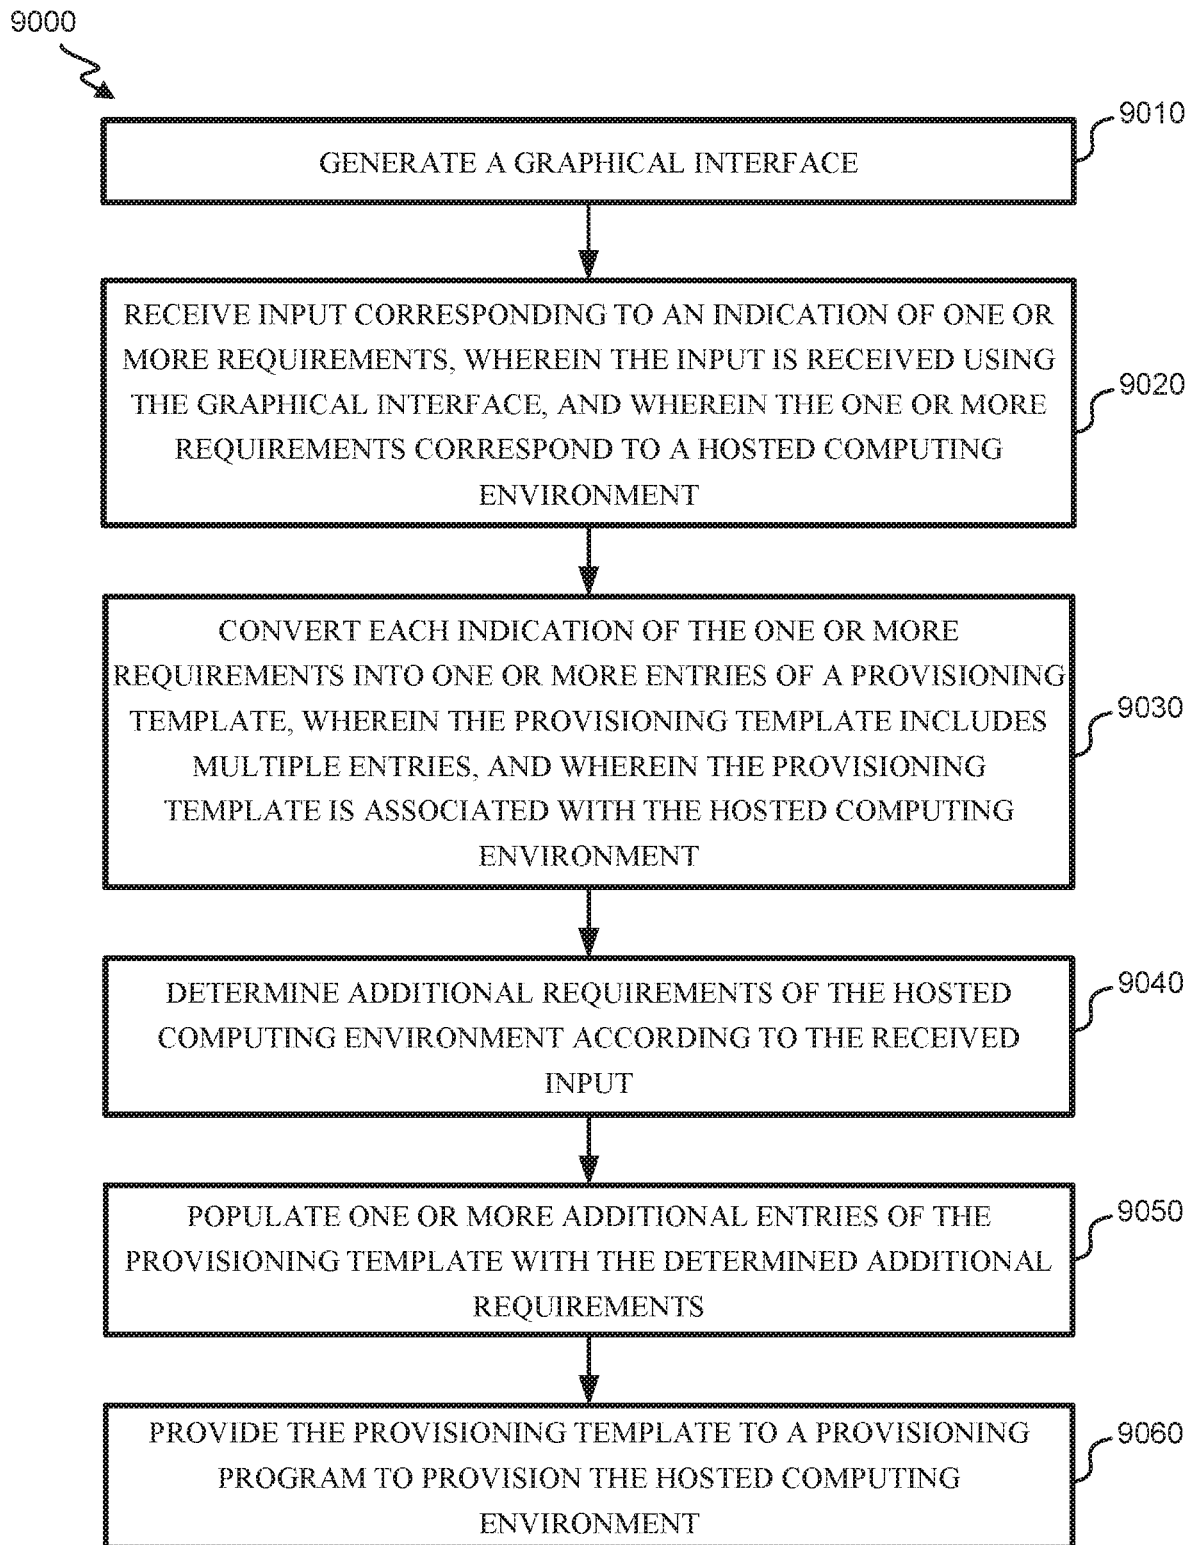 9000
9010
GENERATE A GRAPHICAL INTERFACE
RECEIVE INPUT CORRESPONDING TO AN INDICATION OF ONE OR
MORE REQUIREMENTS, WHEREIN THE INPUT IS RECEIVED USING
THE GRAPHICAL INTERFACE, AND WHEREIN THE ONE OR MORE
REQUIREMENTS CORRESPOND TO A HOSTED COMPUTING
ENVIRONMENT
9020
CONVERT EACH INDICATION OF THE ONE OR MORE
REQUIREMENTS INTO ONE OR MORE ENTRIES OF A PROVISIONING
TEMPLATE, WHEREIN THE PROVISIONING TEMPLATE INCLUDES
MULTIPLE ENTRIES, AND WHEREIN THE PROVISIONING
TEMPLATE IS ASSOCIATED WITH THE HOSTED COMPUTING
ENVIRONMENT
9030
DETERMINE ADDITIONAL REQUIREMENTS OF THE HOSTED
COMPUTING ENVIRONMENT ACCORDING TO THE RECEIVED
INPUT
9040
POPULATE ONE OR MORE ADDITIONAL ENTRIES OF THE
PROVISIONING TEMPLATE WITH THE DETERMINED ADDITIONAL
REQUIREMENTS
9050
PROVIDE THE PROVISIONING TEMPLATE TO A PROVISIONING
PROGRAM TO PROVISION THE HOSTED COMPUTING
ENVIRONMENT
9060